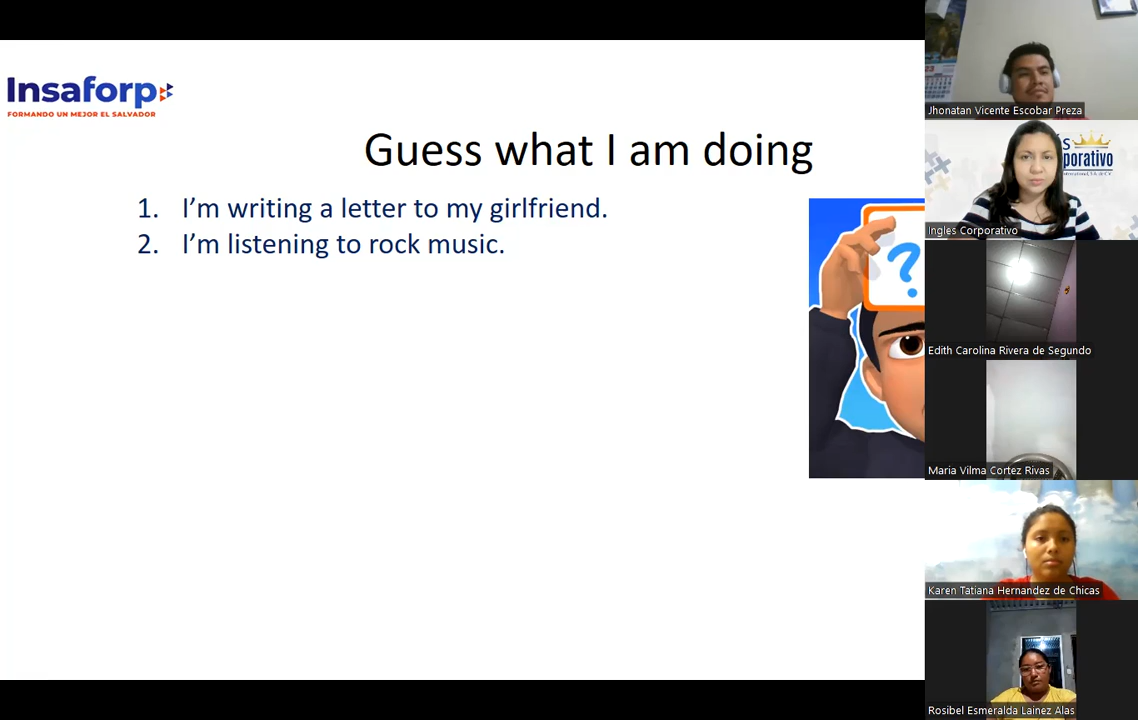 Insaforp
FORMANDO UN MEJOR EL SALVADOR
Guess what I am doing
1. I'm writing a letter to my girlfriend.
2. I'm listening to rock music.
?
Jhonatan Vicente Escobar Preza
porativo
Ingles Corporativo
Edith Carolina Rivera de Segundo
Maria Vilma Cortez Rivas
Karen Tatiana Hernandez de Chicas
Rosibel Esmeralda Lainez Alas